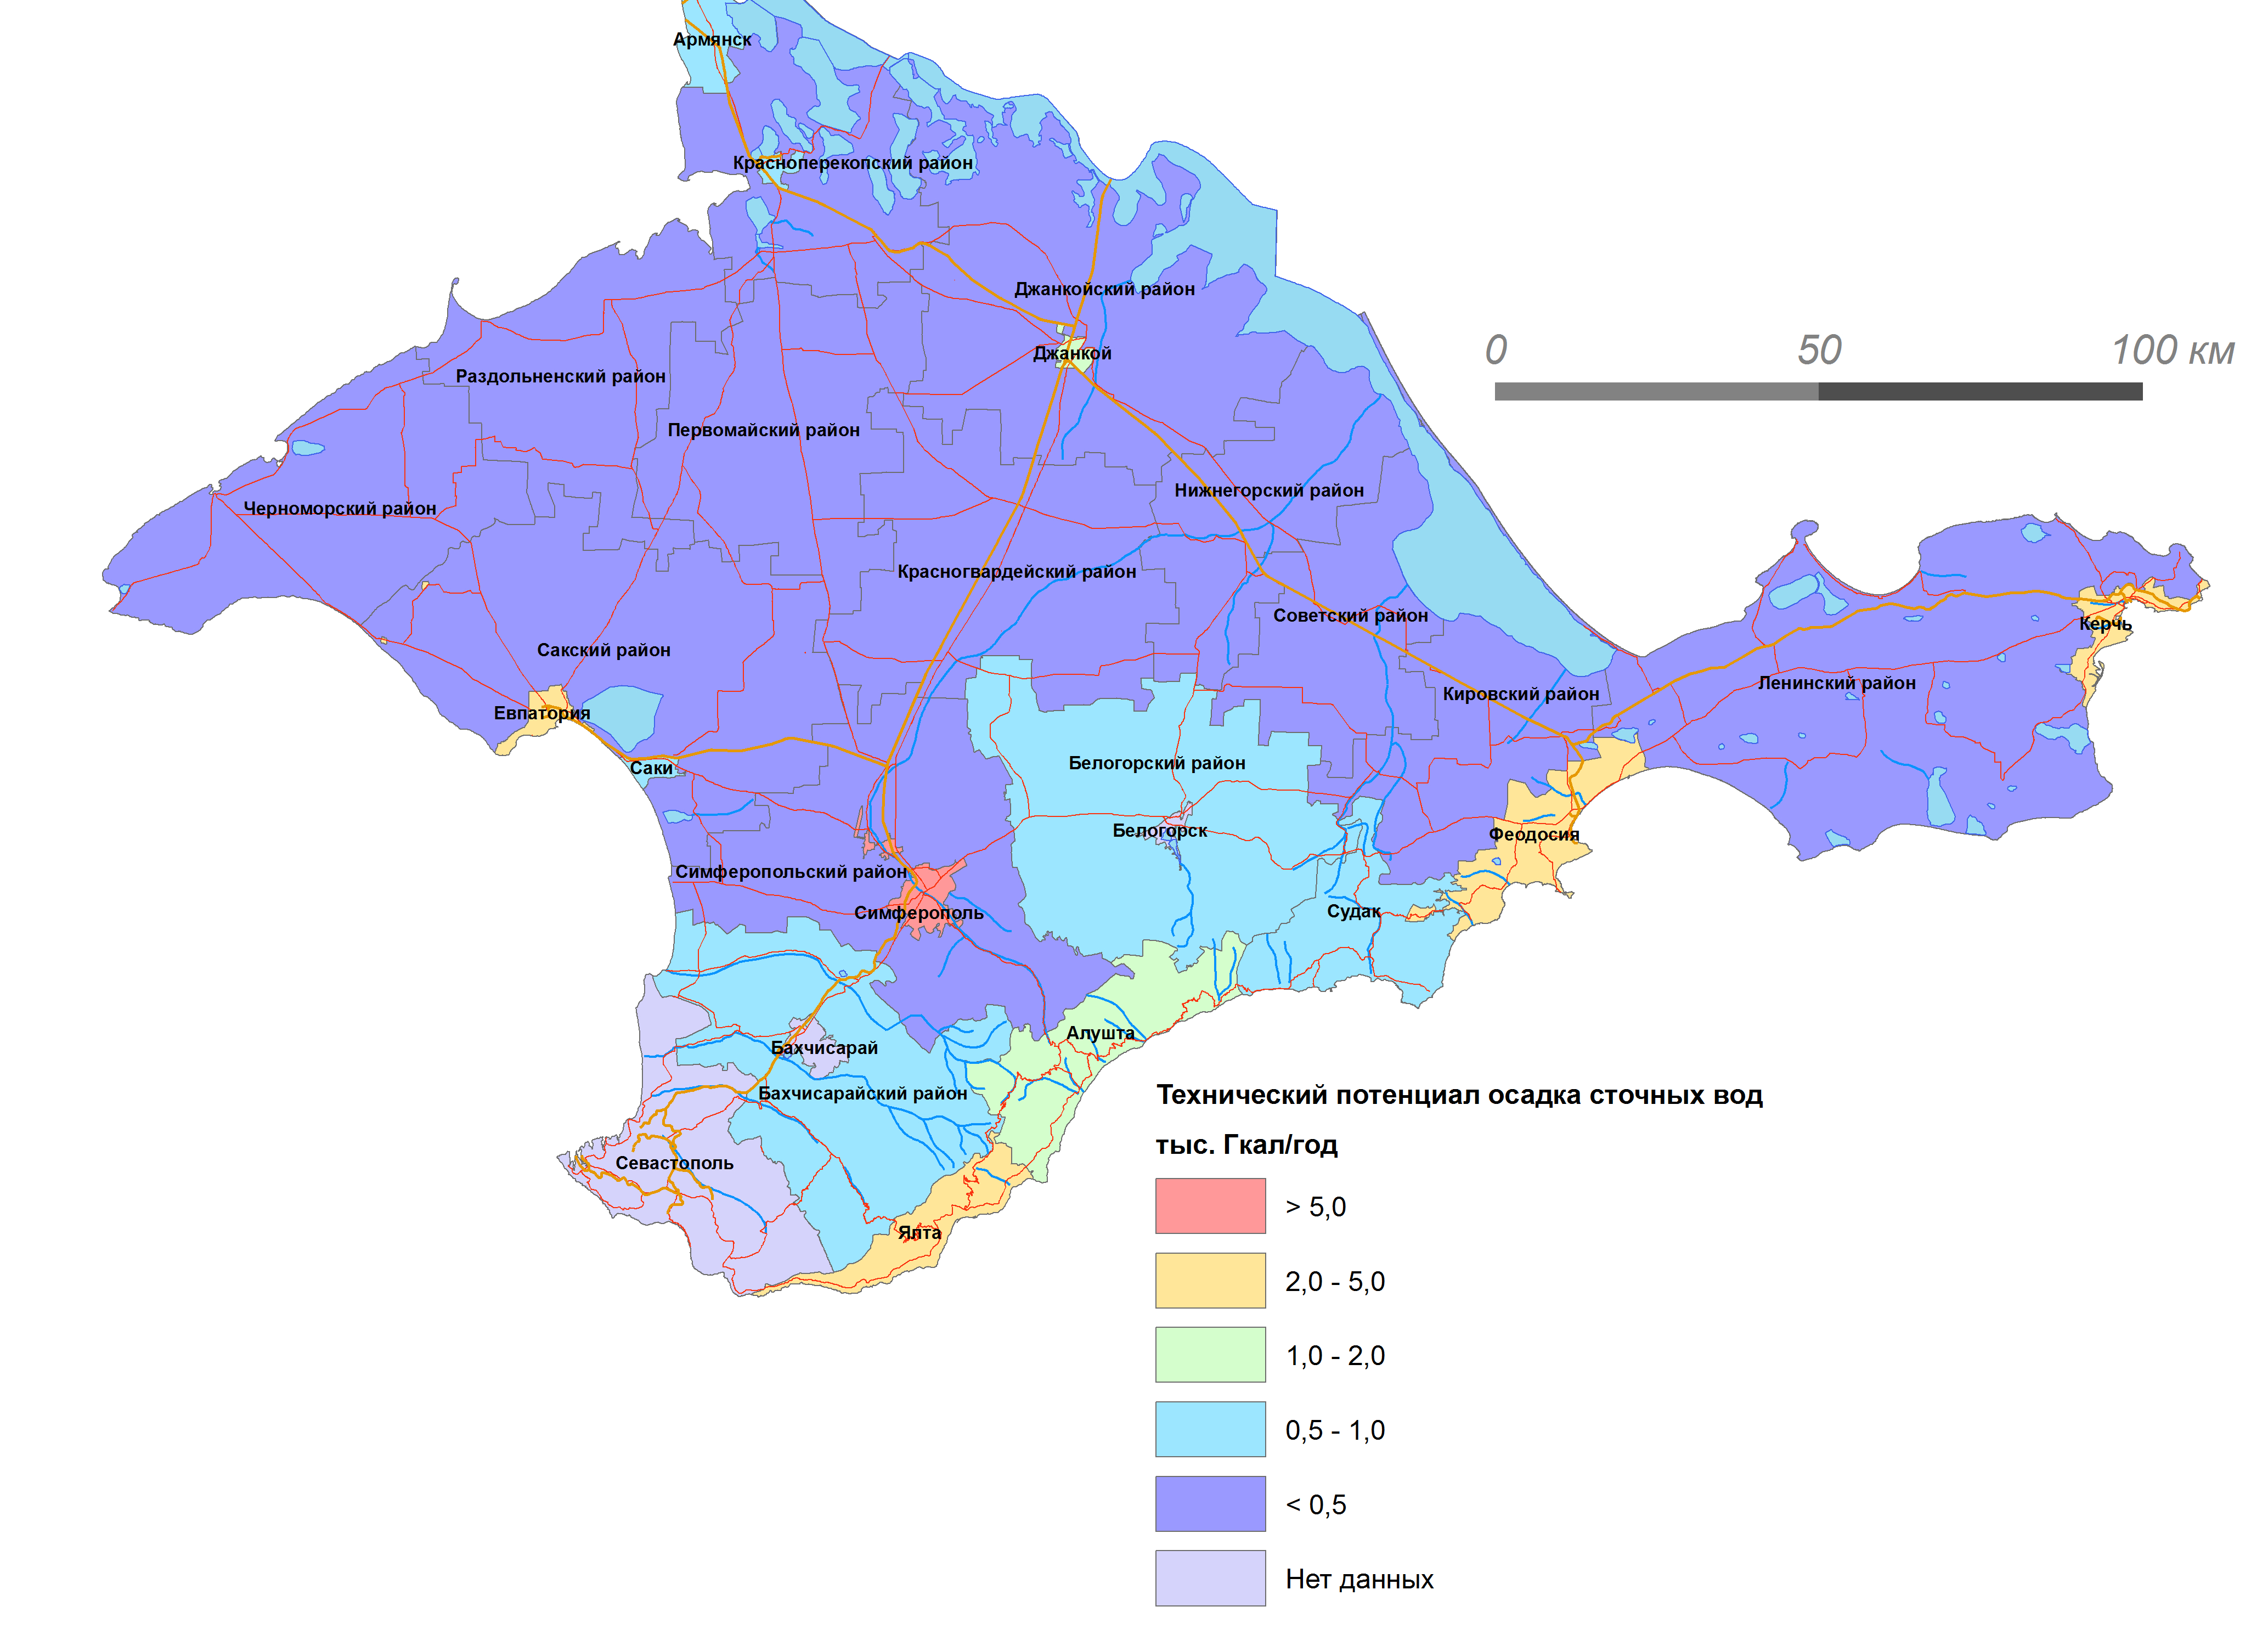 Армянск
Красноперекопский район
Джанкойский район
0 50 100 км
Джанкой
Раздольненский район
Первомайский район
Нижнегорский район
Черноморский район
Красногвардейский район
Советский район
Керчь
Сакский район
Ленинский район
Кировский район
Евпатория
Белогорский район
Саки
Белогорск
Феодосия
Симферопольский район
Судак
Симферополь
Алушта
Бахчисарай
Бахчисарайский район
Севастополь
Ялта
Технический потенциал осадка сточных вод
тыс. Гкал/год
> 5,0
2,0 - 5,0
1,0 - 2,0
0,5 - 1,0
< 0,5
Нет данных